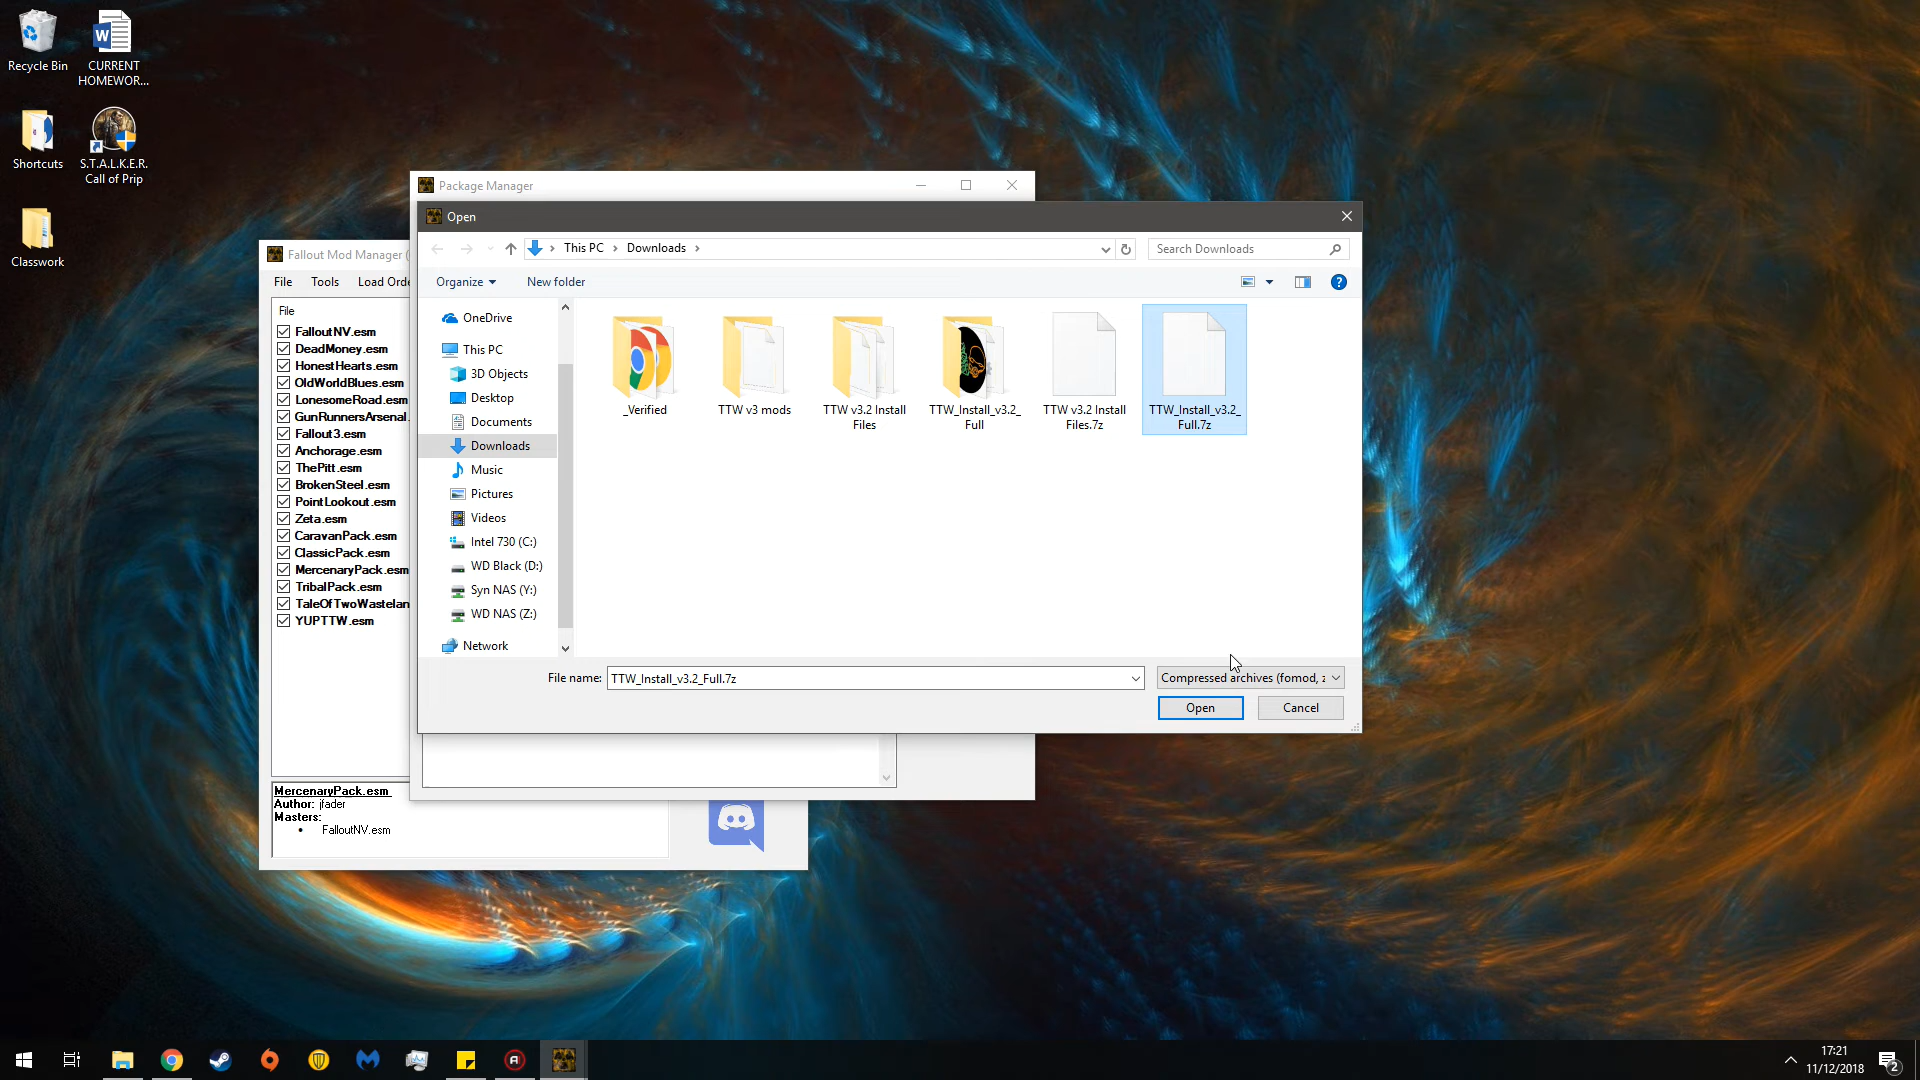 Recycle Bin
CURRENT
HOMEWOR...
Shortcuts
S.T.A.L.K.E.R.
Call of Prip
Classwork
Package Manager
Open
This PC
Downloads
Search Downloads
Organize
New folder
OneDrive
This PC
3D Objects
Desktop
Documents
Downloads
Music
Pictures
Videos
Intel 730 (C:)
WD Black (D:)
Syn NAS (Y:)
WD NAS (Z:)
Network
_Verified
TTW v3 mods
TTW v3.2 Install
Files
TTW_Install_v3.2_
Full
TTW v3.2 Install
Files.7z
TTW_Install_v3.2_
Full.7z
File name:
TTW_Install_v3.2_Full.7z
Compressed archives (fomod, z
Open
Cancel
Fallout Mod Manager (
File
Tools
Load Orde
File
FalloutNV.esm
DeadMoney.esm
HonestHearts.esm
OldWorldBlues.esm
LonesomeRoad.esm
GunRunnersArsenal.
Fallout3.esm
Anchorage.esm
ThePitt.esm
BrokenSteel.esm
PointLookout.esm
Zeta.esm
CaravanPack.esm
ClassicPack.esm
MercenaryPack.esm
TribalPack.esm
TaleOfTwoWastelan
YUPTTW.esm
MercenaryPack.esm
Author: jfader
Masters:
• FalloutNV.esm
17:21
11/12/2018
2